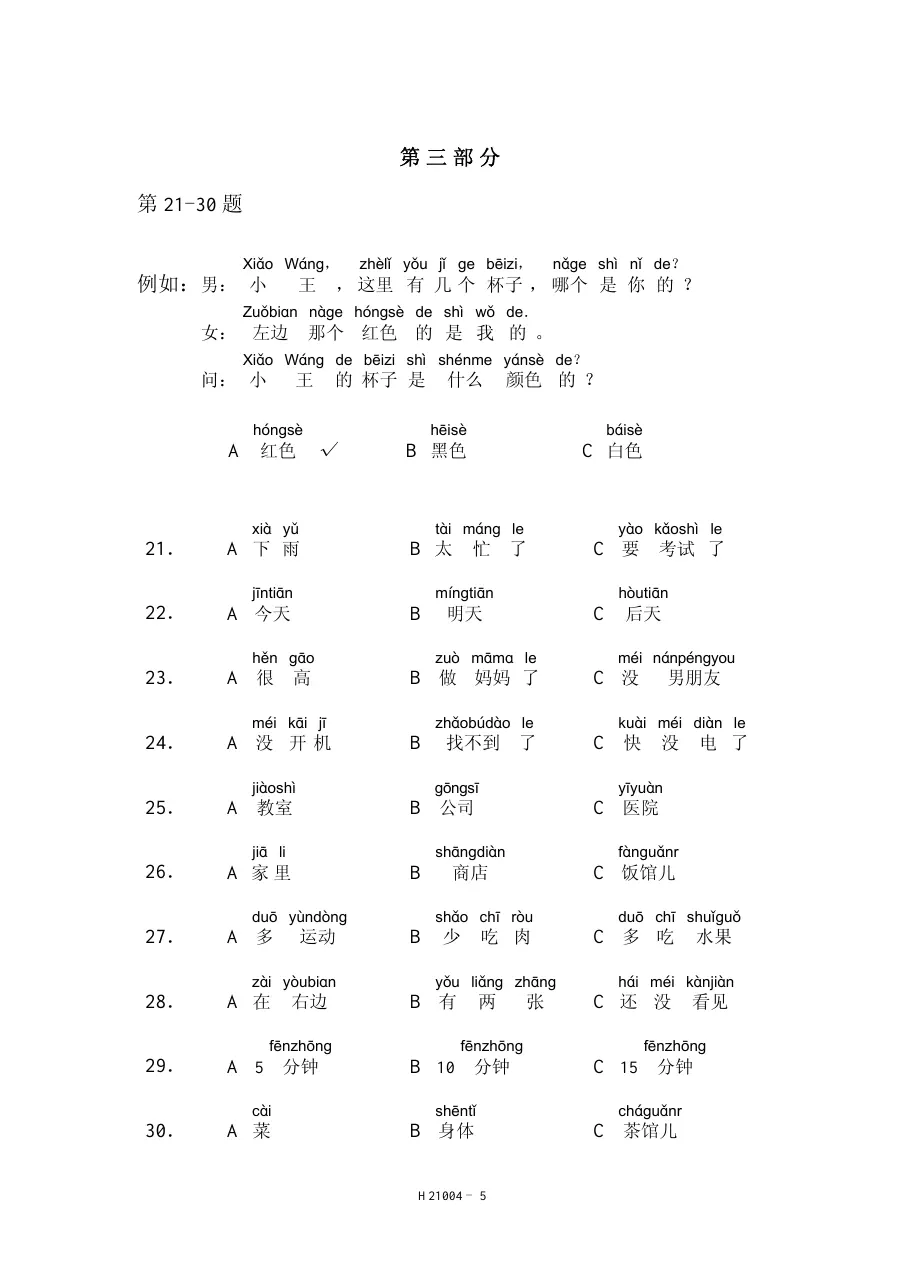 第三部分
第 21-30 题
Xiǎo Wáng, zhèlǐ yǒu jǐ ge bēizi, nǎge shì nǐ de?
例如：男： 小王，这里有几个杯子，哪个是你的？
Zuǒbian nàge hóngsè de shì wǒ de.
女： 左边那个红色的是我的。
Xiǎo Wáng de bēizi shì shénme yánsè de?
问： 小王的杯子是什么颜色的？
hóngsè hēisè báisè
A 红色 √ B 黑色 C 白色
xià yǔ tài máng le yào kǎoshì le
21. A 下雨 B 太忙了 C 要考试了
jīntiān míngtiān hòutiān
22. A 今天 B 明天 C 后天
hěn gāo zuò māma le méi nánpéngyou
23. A 很高 B 做妈妈了 C 没男朋友
méi kāi jī zhǎobúdào le kuài méi diàn le
24. A 没开机 B 找不到了 C 快没电了
jiàoshì gōngsī yīyuàn
25. A 教室 B 公司 C 医院
jiā li shāngdiàn fànguǎnr
26. A 家里 B 商店 C 饭馆儿
duō yùndòng shǎo chī ròu duō chī shuǐguǒ
27. A 多运动 B 少吃肉 C 多吃水果
zài yòubian yǒu liǎng zhāng hái méi kànjiàn
28. A 在右边 B 有两张 C 还没看见
fēnzhōng fēnzhōng fēnzhōng
29. A 5 分钟 B 10 分钟 C 15 分钟
cài shēntǐ cháguǎnr
30. A 菜 B 身体 C 茶馆儿
H21004 - 5